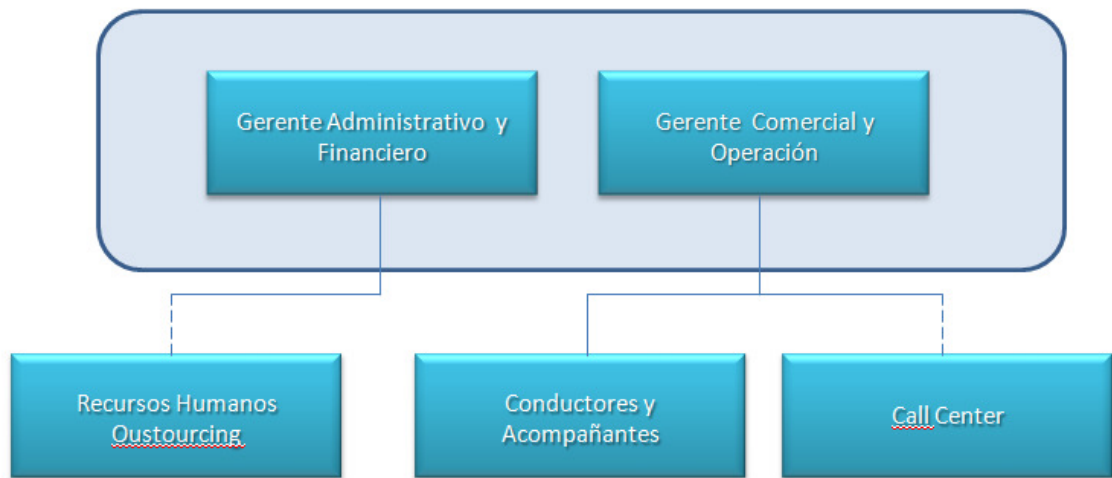 Gerente Administrativo y
Financiero
Gerente Comercial y
Operación
Recursos Humanos
Oustourcing
Conductores y
Acompañantes
Call Center